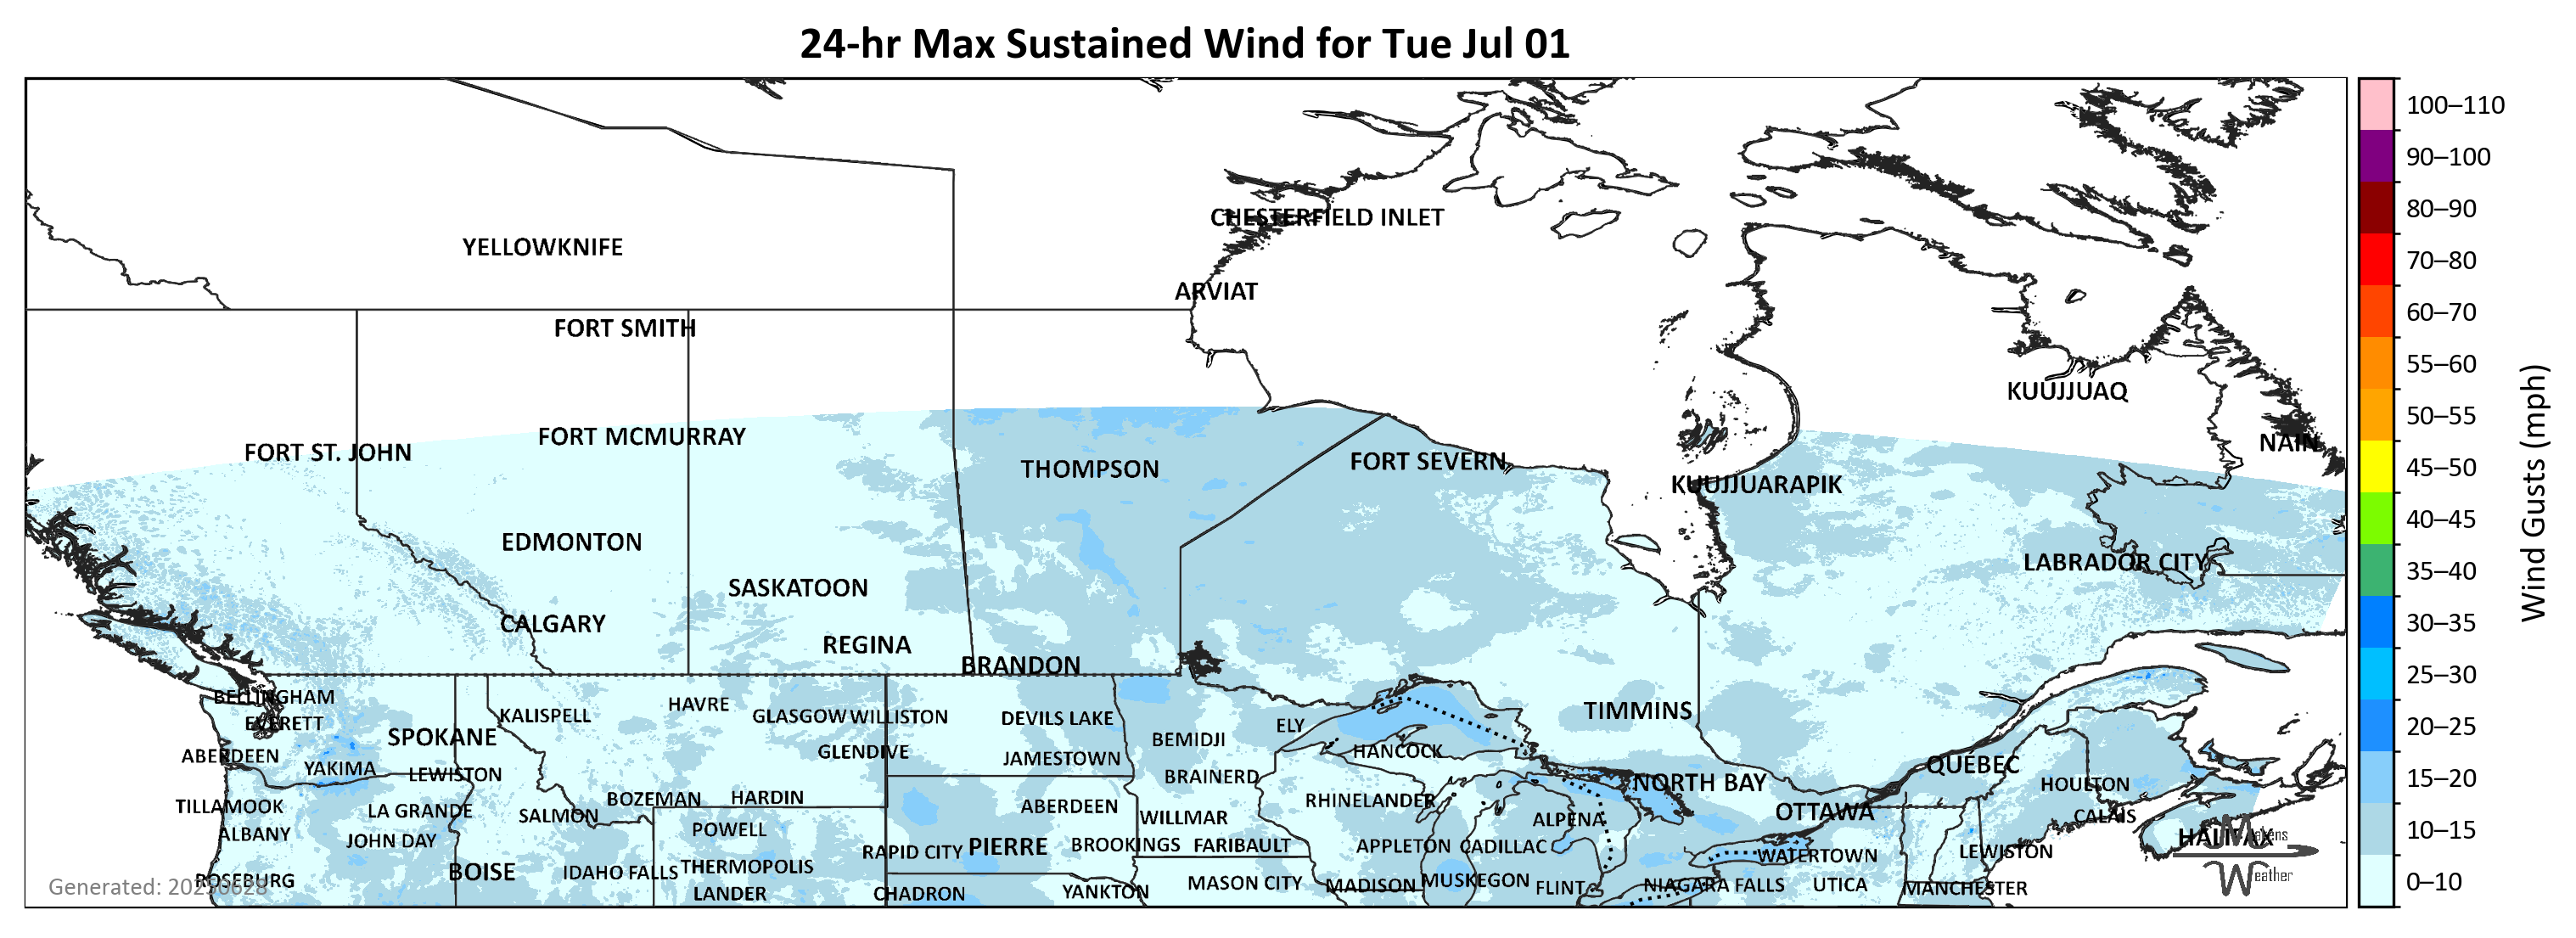 24-hr Max Sustained Wind for Tue Jul 01
100–110
90–100
80–90
70–80
60–70
55–60
50–55
45–50
40–45
35–40
30–35
25–30
20–25
15–20
10–15
0–10
Wind Gusts (mph)
CHESTERFIELD INLET
YELLOWKNIFE
ARVIAT
FORT SMITH
KUUJJUAQ
FORT MCMURRAY
NAIN
FORT ST. JOHN
FORT SEVERN
THOMPSON
KUUJJUARAPIK
EDMONTON
LABRADOR CITY
SASKATOON
CALGARY
REGINA
BRANDON
BELLINGHAM
HAVRE
TIMMINS
KALISPELL
GLASGOW
WILLISTON
DEVILS LAKE
EVERETT
ELY
SPOKANE
BEMIDJI
HANCOCK
GLENDIVE
ABERDEEN
JAMESTOWN
QUÉBEC
YAKIMA
LEWISTON
BRAINERD
NORTH BAY
HOULTON
BOZEMAN
HARDIN
RHINELANDER
TILLAMOOK
ABERDEEN
LA GRANDE
OTTAWA
SALMON
CALAIS
WILLMAR
ALPENA
POWELL
ALBANY
HALIFAX
Makens
JOHN DAY
PIERRE
BROOKINGS
FARIBAULT
APPLETON
CADILLAC
RAPID CITY
LEWISTON
WATERTOWN
THERMOPOLIS
BOISE
IDAHO FALLS
Weather
ROSEBURG
MUSKEGON
MASON CITY
MADISON
NIAGARA FALLS
UTICA
Generated: 20250628
FLINT
MANCHESTER
YANKTON
LANDER
CHADRON